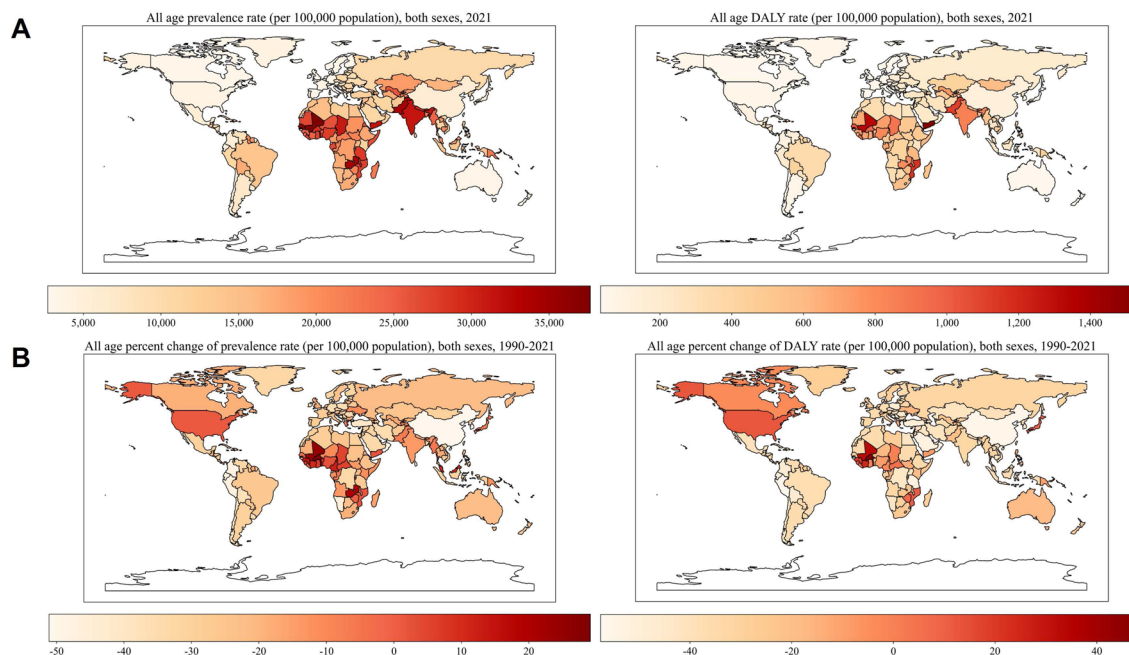 A
All age prevalence rate (per 100,000 population), both sexes, 2021
All age DALY rate (per 100,000 population), both sexes, 2021
5,000 10,000 15,000 20,000 25,000 30,000 35,000
200 400 600 800 1,000 1,200 1,400
B
All age percent change of prevalence rate (per 100,000 population), both sexes, 1990-2021
All age percent change of DALY rate (per 100,000 population), both sexes, 1990-2021
-50 -40 -30 -20 -10 0 10 20
-40 -20 0 20 40